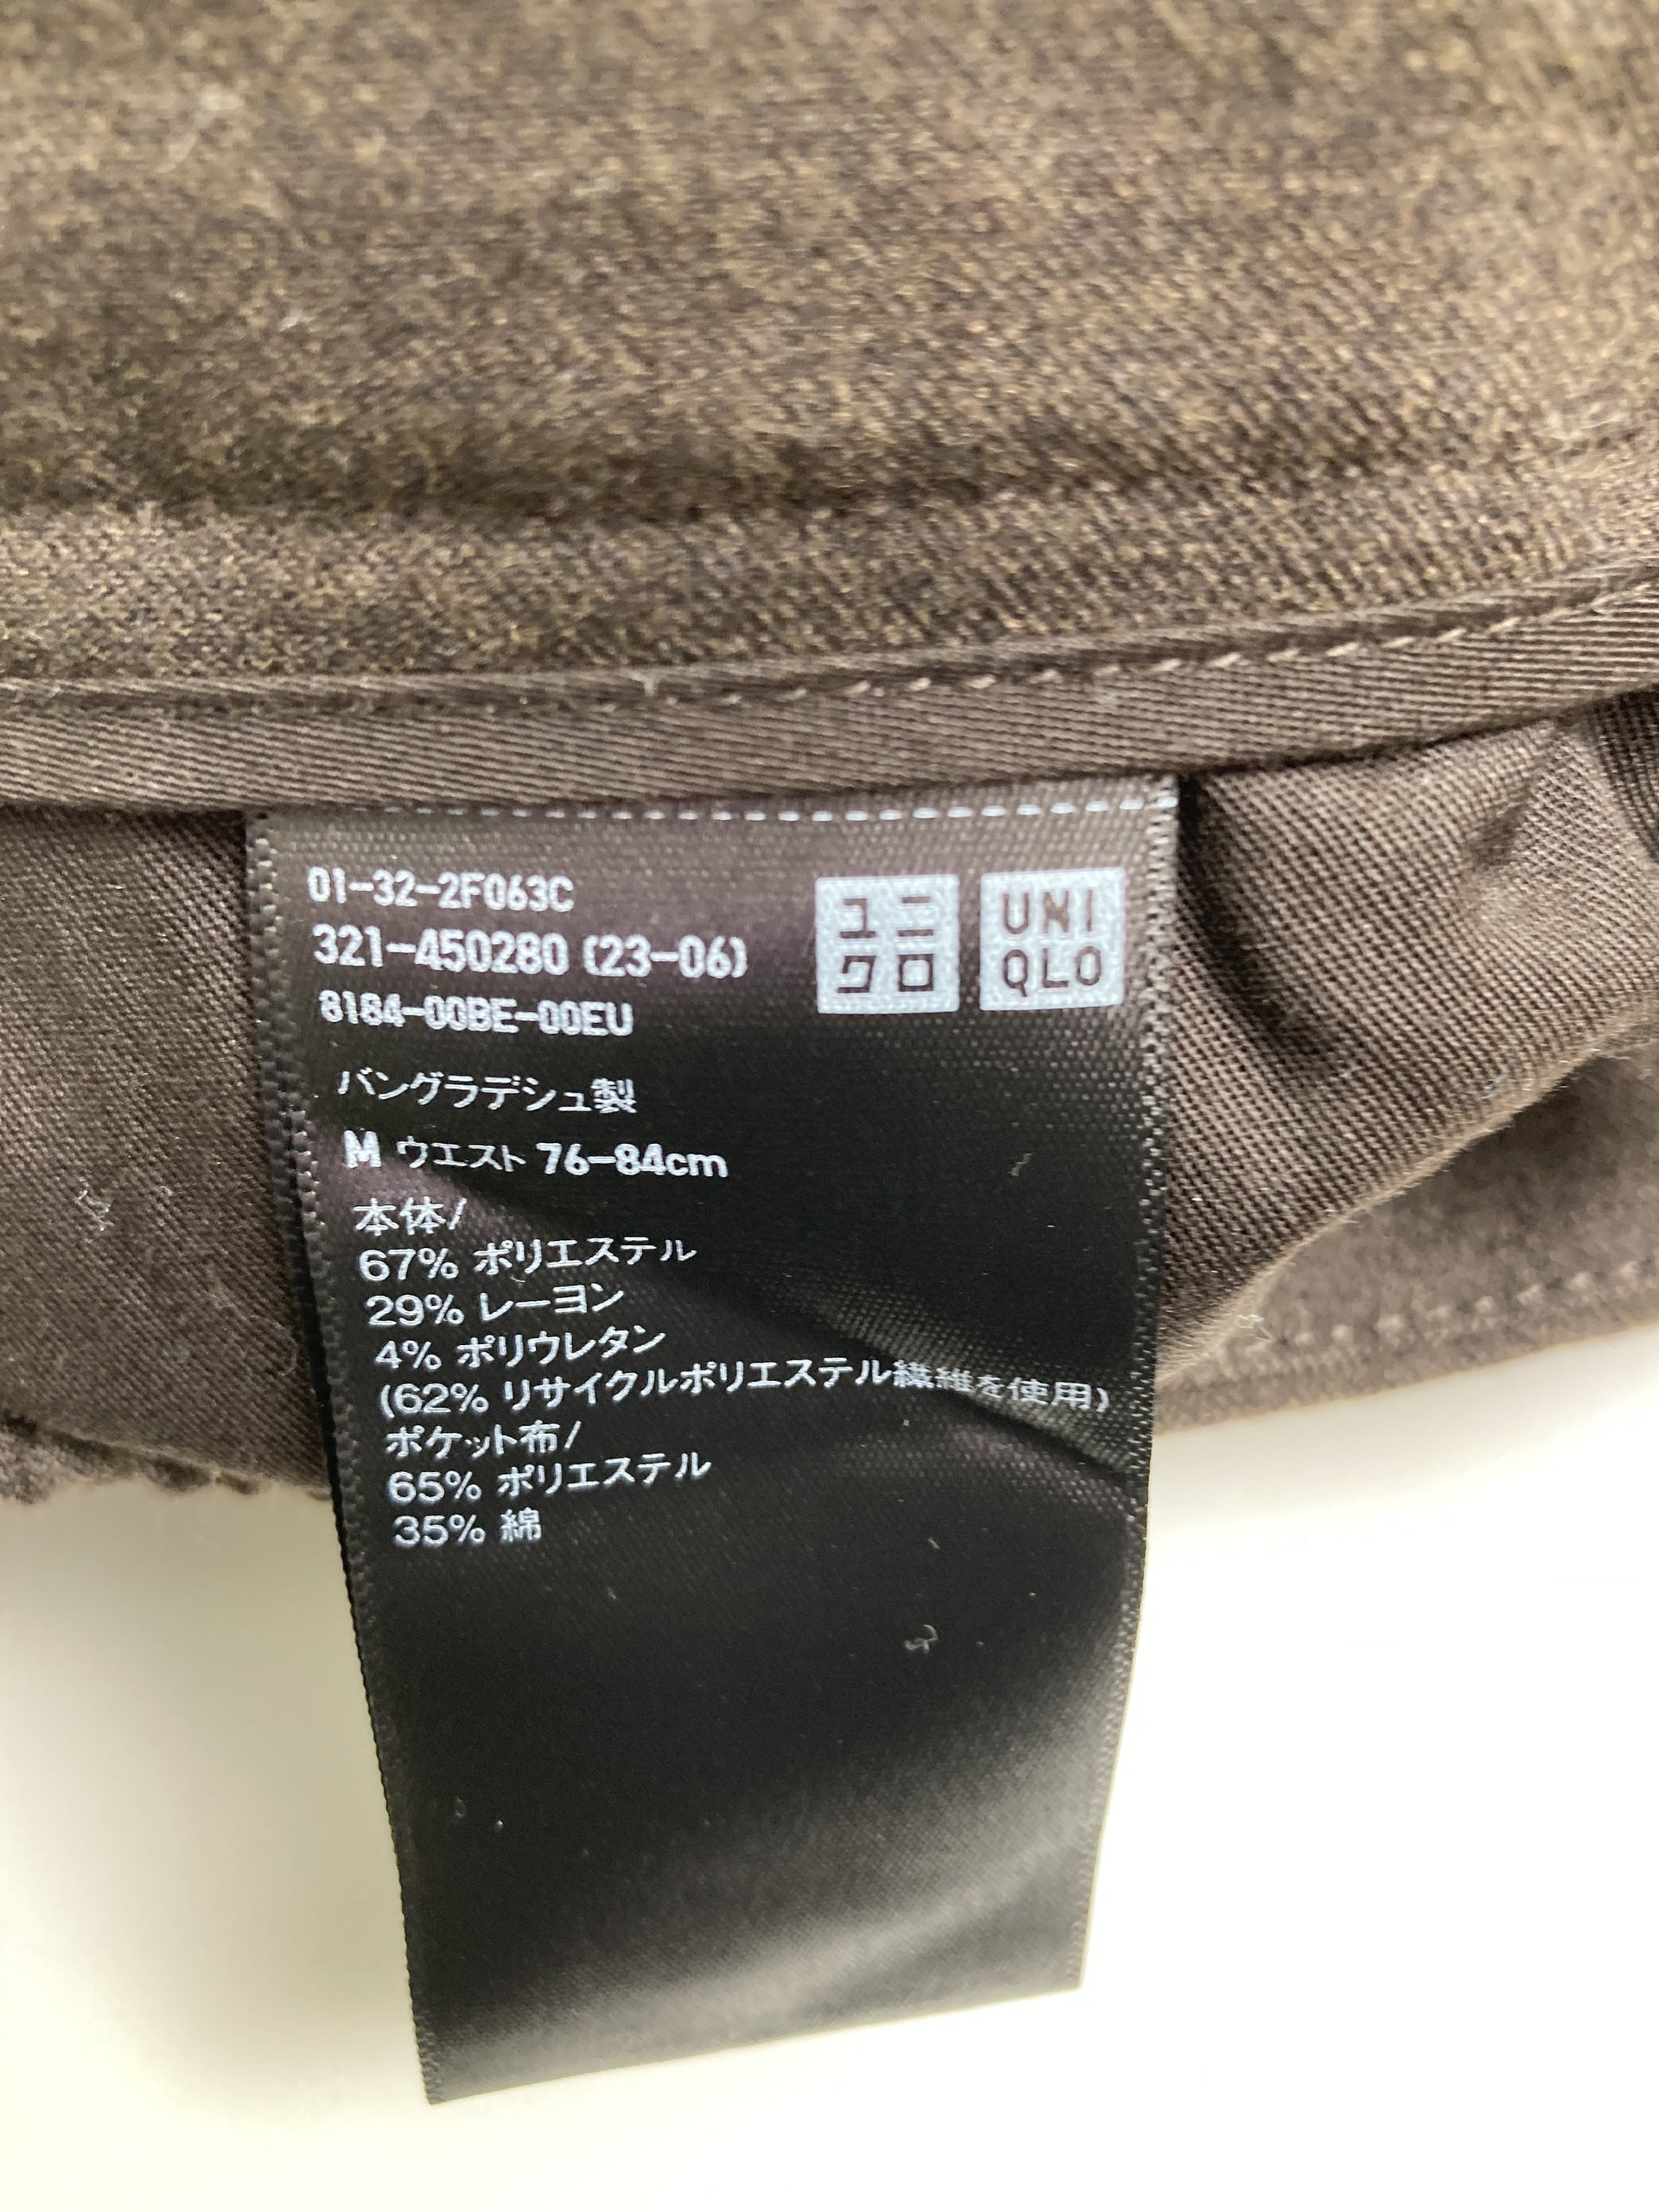 01-32-2F063C
321-450280 (23-06)
8184-00BE-00EU
ユニ
クロ
UNI
QLO
バングラデシュ製
M ウエスト 76-84cm
本体/
67% ポリエステル
29% レーヨン
4% ポリウレタン
(62% リサイクルポリエステル繊維を使用)
ポケット布/
65% ポリエステル
35% 綿